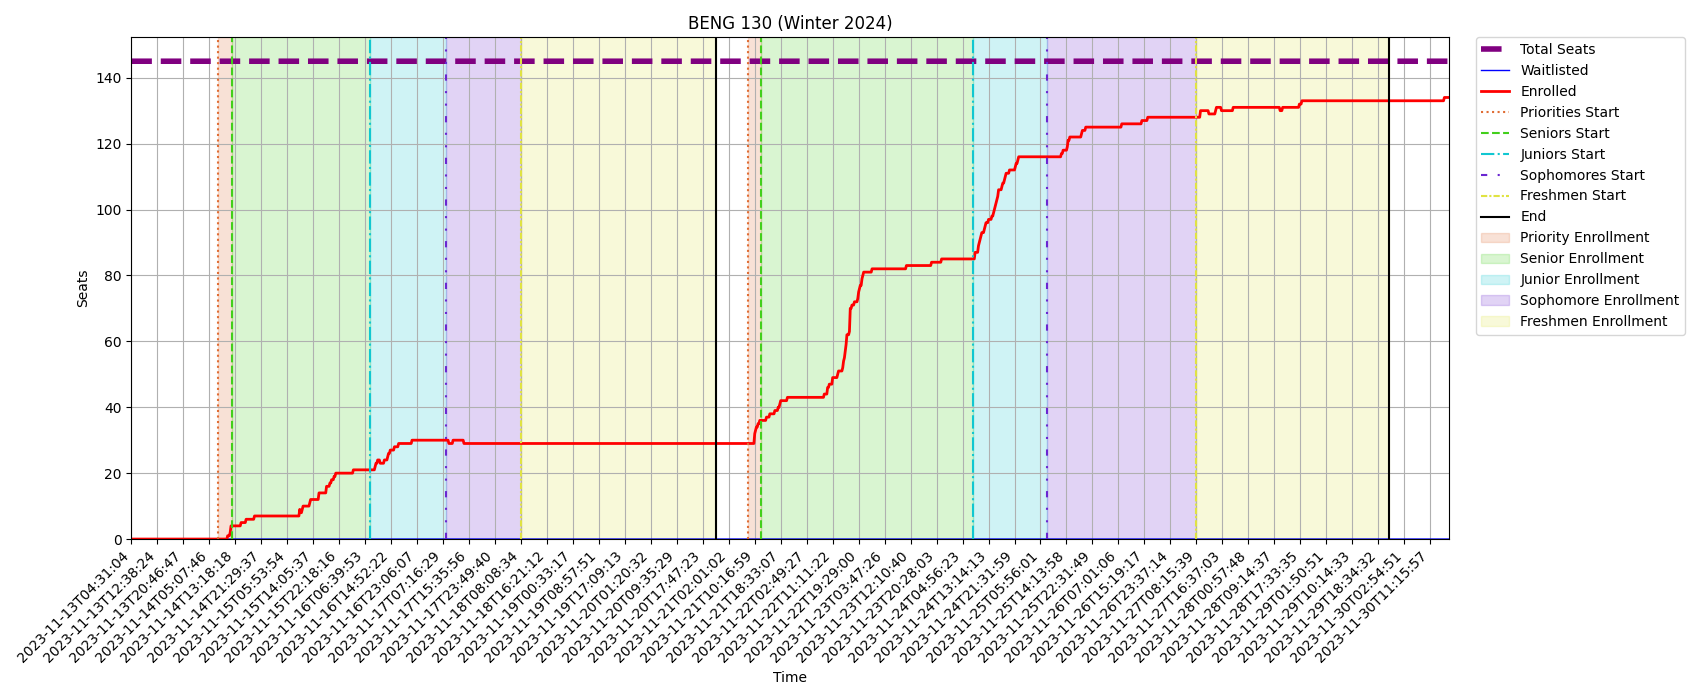 BENG 130 (Winter 2024)
Seats
140
120
100
80
60
40
20
0
2023-11-13T04:31:04
2023-11-13T12:38:24
2023-11-13T20:46:47
2023-11-14T05:07:46
2023-11-14T13:18:18
2023-11-14T21:29:37
2023-11-15T05:53:54
2023-11-15T14:05:37
2023-11-15T22:18:16
2023-11-16T06:39:53
2023-11-16T14:52:22
2023-11-16T23:06:07
2023-11-17T07:16:29
2023-11-17T15:35:56
2023-11-17T23:49:40
2023-11-18T08:08:34
2023-11-18T16:21:12
2023-11-19T00:33:17
2023-11-19T08:57:51
2023-11-19T17:09:13
2023-11-20T01:20:32
2023-11-20T09:35:29
2023-11-20T17:47:23
2023-11-21T02:01:02
2023-11-21T10:16:59
2023-11-21T18:33:07
2023-11-22T02:49:27
2023-11-22T11:11:22
2023-11-22T19:29:00
2023-11-23T03:47:26
2023-11-23T12:10:40
2023-11-23T20:28:03
2023-11-24T04:56:23
2023-11-24T13:14:13
2023-11-24T21:31:59
2023-11-25T05:56:01
2023-11-25T14:13:58
2023-11-25T22:31:49
2023-11-26T07:01:06
2023-11-26T15:19:17
2023-11-26T23:37:14
2023-11-27T08:15:39
2023-11-27T16:37:03
2023-11-28T00:57:48
2023-11-28T09:14:37
2023-11-28T17:33:35
2023-11-29T01:50:51
2023-11-29T10:14:33
2023-11-29T18:34:32
2023-11-30T02:54:51
2023-11-30T11:15:57
Time
Total Seats
Waitlisted
Enrolled
Priorities Start
Seniors Start
Juniors Start
Sophomores Start
Freshmen Start
End
Priority Enrollment
Senior Enrollment
Junior Enrollment
Sophomore Enrollment
Freshmen Enrollment